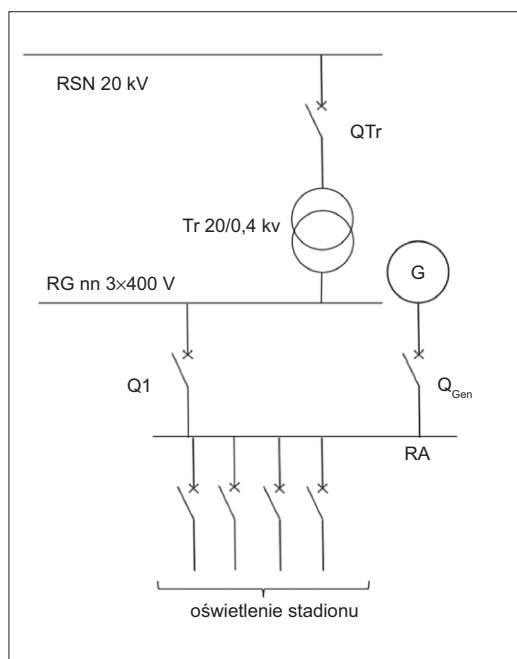 RSN 20 kV
QTr
Tr 20/0,4 kv
G
RG nn 3×400 V
Q1
QGen
RA
oświetlenie stadionu